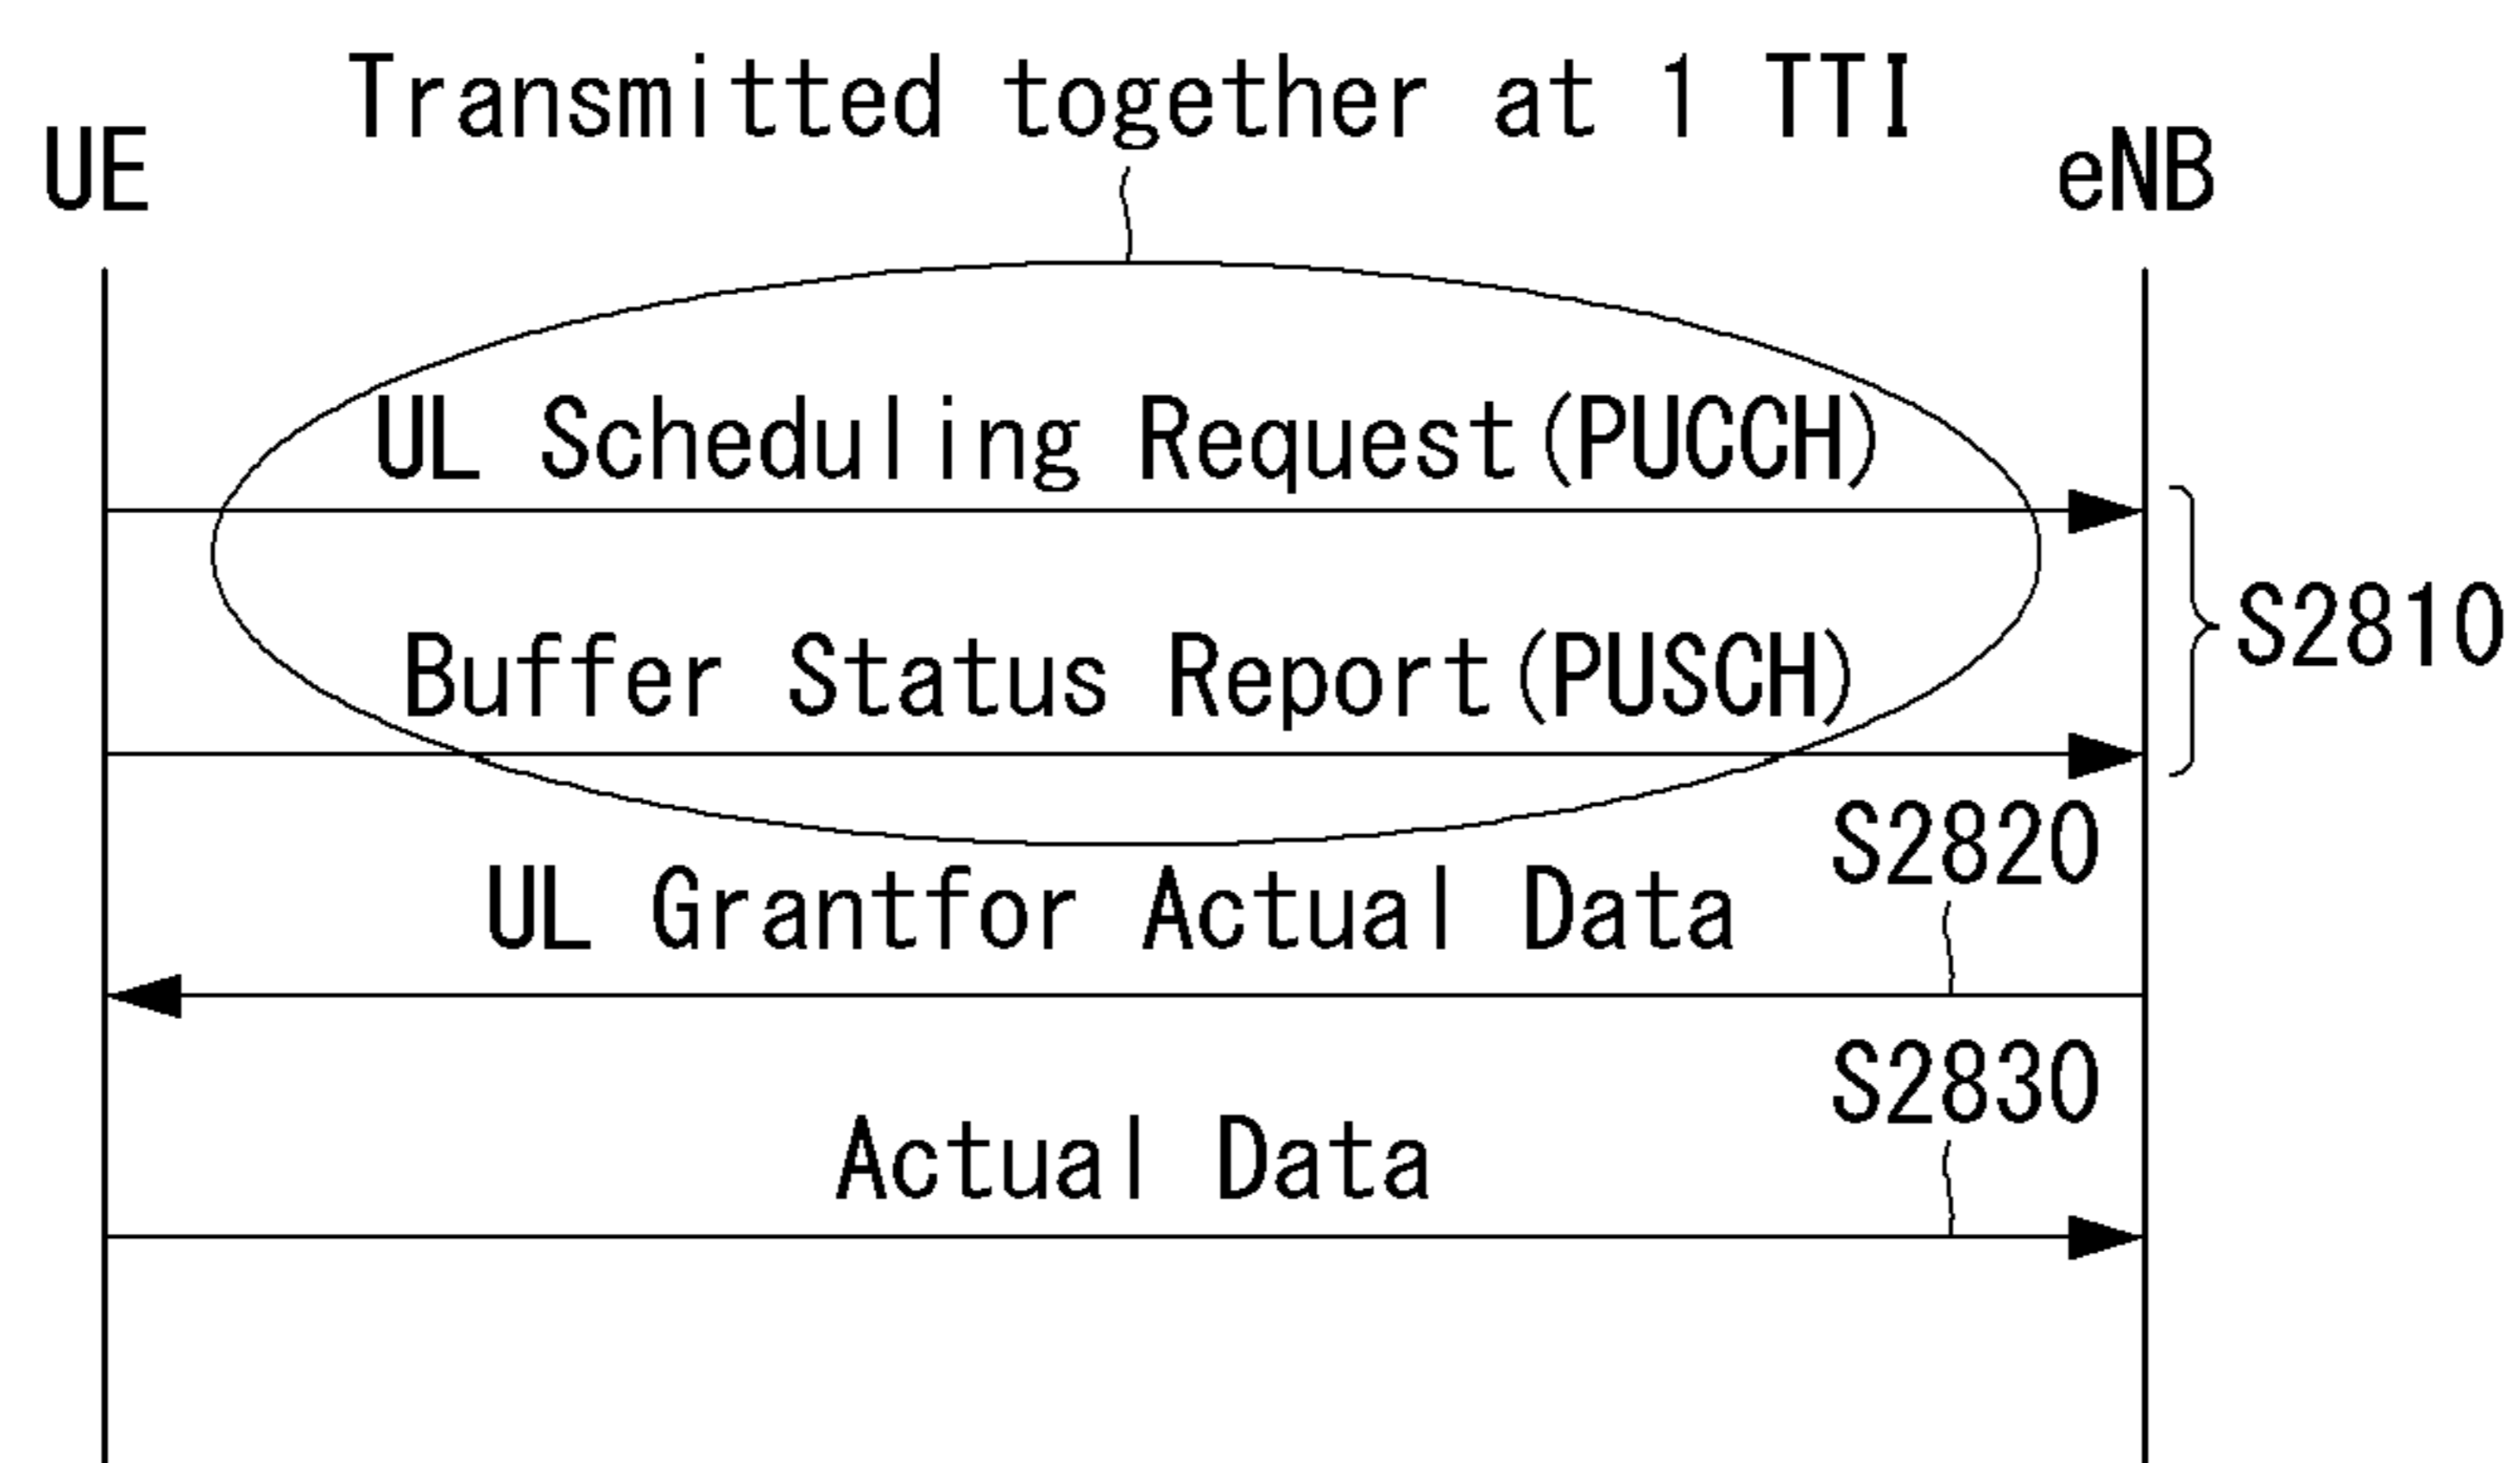 Transmitted together at 1 TTI
UE
eNB
UL Scheduling Request(PUCCH)
S2810
Buffer Status Report(PUSCH)
S2820
UL Grantfor Actual Data
S2830
Actual Data